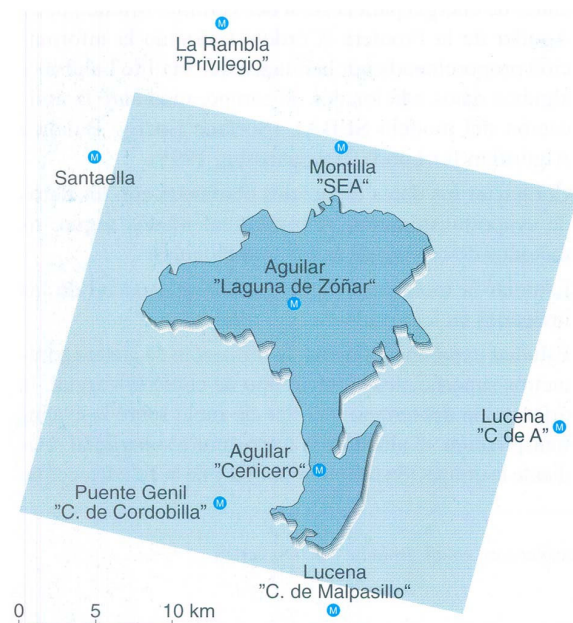 M
La Rambla
"Privilegio"
M
Santaella
M
Montilla
"SEA“
Aguilar
"Laguna de Zóñar“
M
Lucena
"C de A"
M
Aguilar
"Cenicero“
M
Puente Genil
"C. de Cordobilla"
M
Lucena
"C. de Malpasillo“
M
0 5 10 km